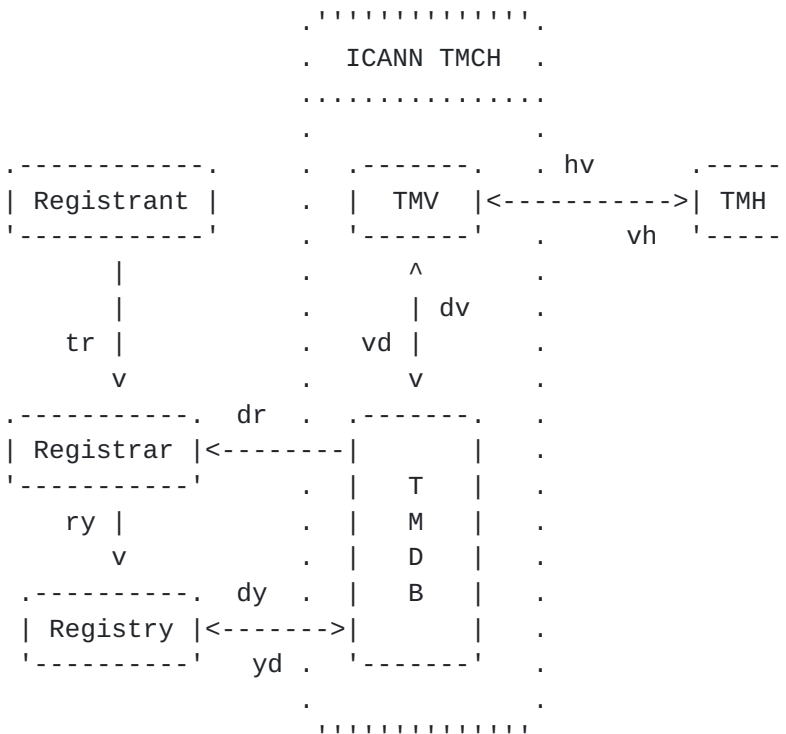 ICANN TMCH
hv
Registrant TMV TMH
vh
dv
tr vd
dr
Registrar
T
ry M
D
dy B
Registry
yd